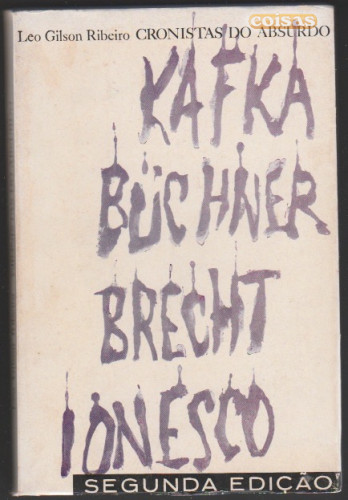 coisas
Leo Gilson Ribeiro CRONISTAS DO ABSURDO
KAFKA
BÜCHNER
BRECHT
IONESCO
SEGUNDA EDIÇÃO